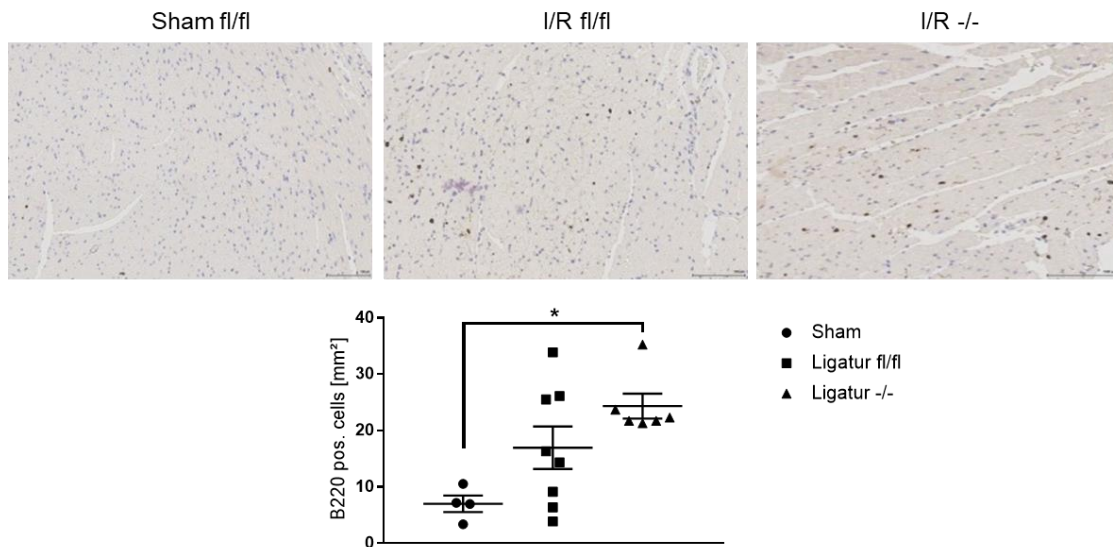 Sham fl/fl
I/R fl/fl
I/R -/-
*
B220 pos. cells [mm²]
40
30
20
10
0
Sham
Ligatur fl/fl
Ligatur -/-